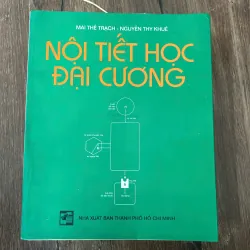 MAI THẾ TRẠCH - NGUYỄN THY KHUÊ
NỘI TIẾT HỌC
ĐẠI CƯƠNG
NHÀ XUẤT BẢN THÀNH PHỐ HỒ CHÍ MINH